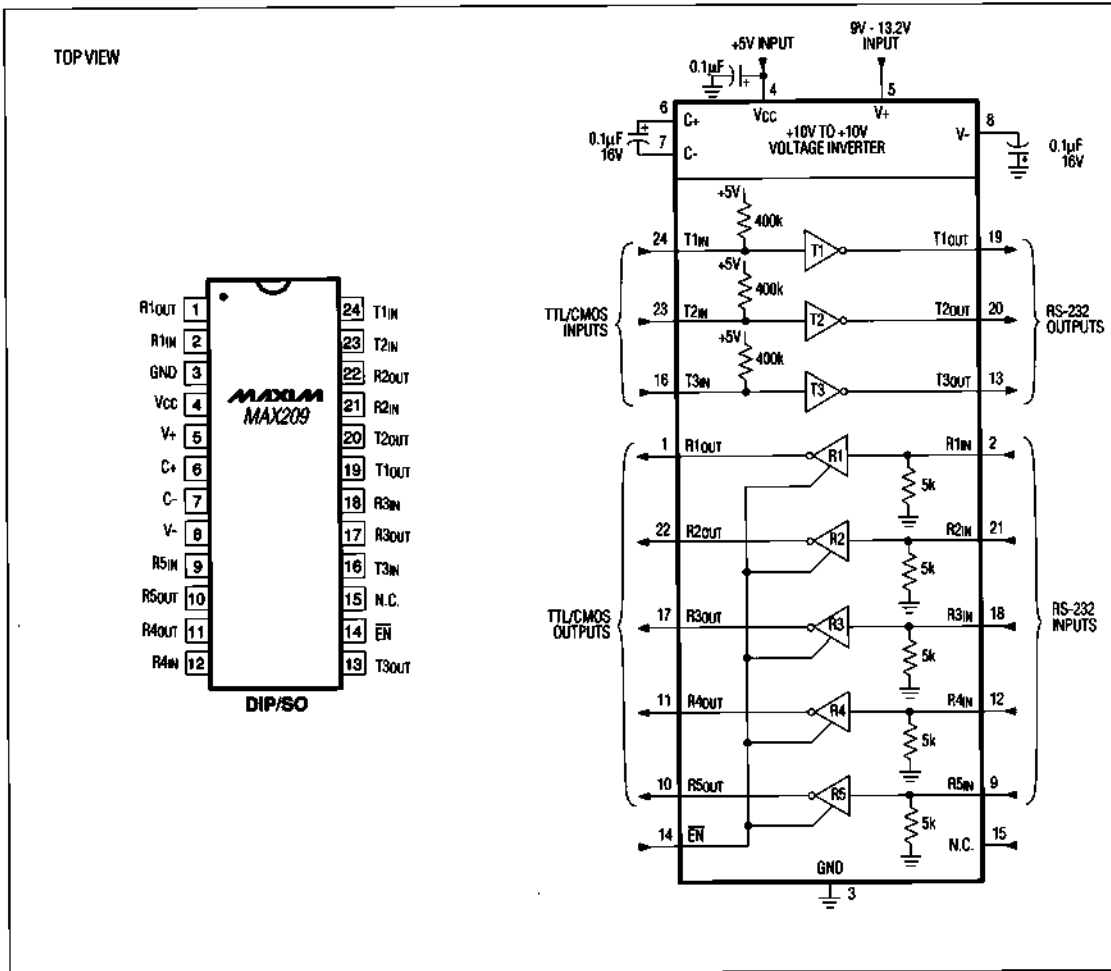 TOP VIEW
R1OUT 1
R1IN 2
GND 3
VCC 4
V+ 5
C+ 6
C- 7
V- 8
R5IN 9
R5OUT 10
R4OUT 11
R4IN 12
24 T1IN
23 T2IN
22 R2OUT
21 R2IN
20 T2OUT
19 T1OUT
18 R3IN
17 R3OUT
16 T3IN
15 N.C.
14 EN
13 T3OUT
MAXIM
MAX209
DIP/SO
+5V INPUT
9V - 13.2V
INPUT
0.1μF
+
4
5
VCC
V+
6
C+
0.1μF
16V
+
7
C-
+10V TO +10V
VOLTAGE INVERTER
V-
8
0.1μF
16V
+
+5V
400k
24 T1IN
T1
T1OUT 19
+5V
400k
23 T2IN
T2
T2OUT 20
+5V
400k
16 T3IN
T3
T3OUT 13
TTL/CMOS
INPUTS
RS-232
OUTPUTS
1 R1OUT
R1
R1IN 2
5k
22 R2OUT
R2
R2IN 21
5k
17 R3OUT
R3
R3IN 18
5k
11 R4OUT
R4
R4IN 12
5k
10 R5OUT
R5
R5IN 9
5k
TTL/CMOS
OUTPUTS
RS-232
INPUTS
14 EN
N.C. 15
GND
3